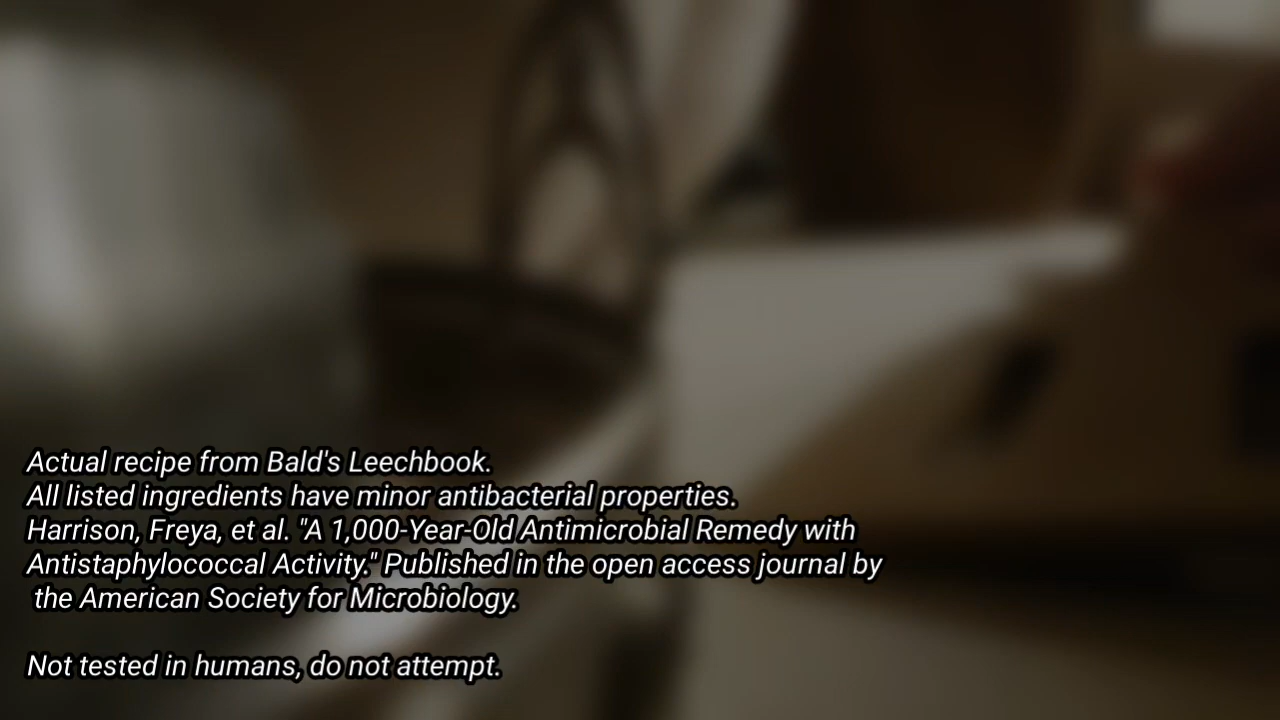 Actual recipe from Bald's Leechbook.
All listed ingredients have minor antibacterial properties.
Harrison, Freya, et al. "A 1,000-Year-Old Antimicrobial Remedy with
Antistaphylococcal Activity." Published in the open access journal by
the American Society for Microbiology.
Not tested in humans, do not attempt.